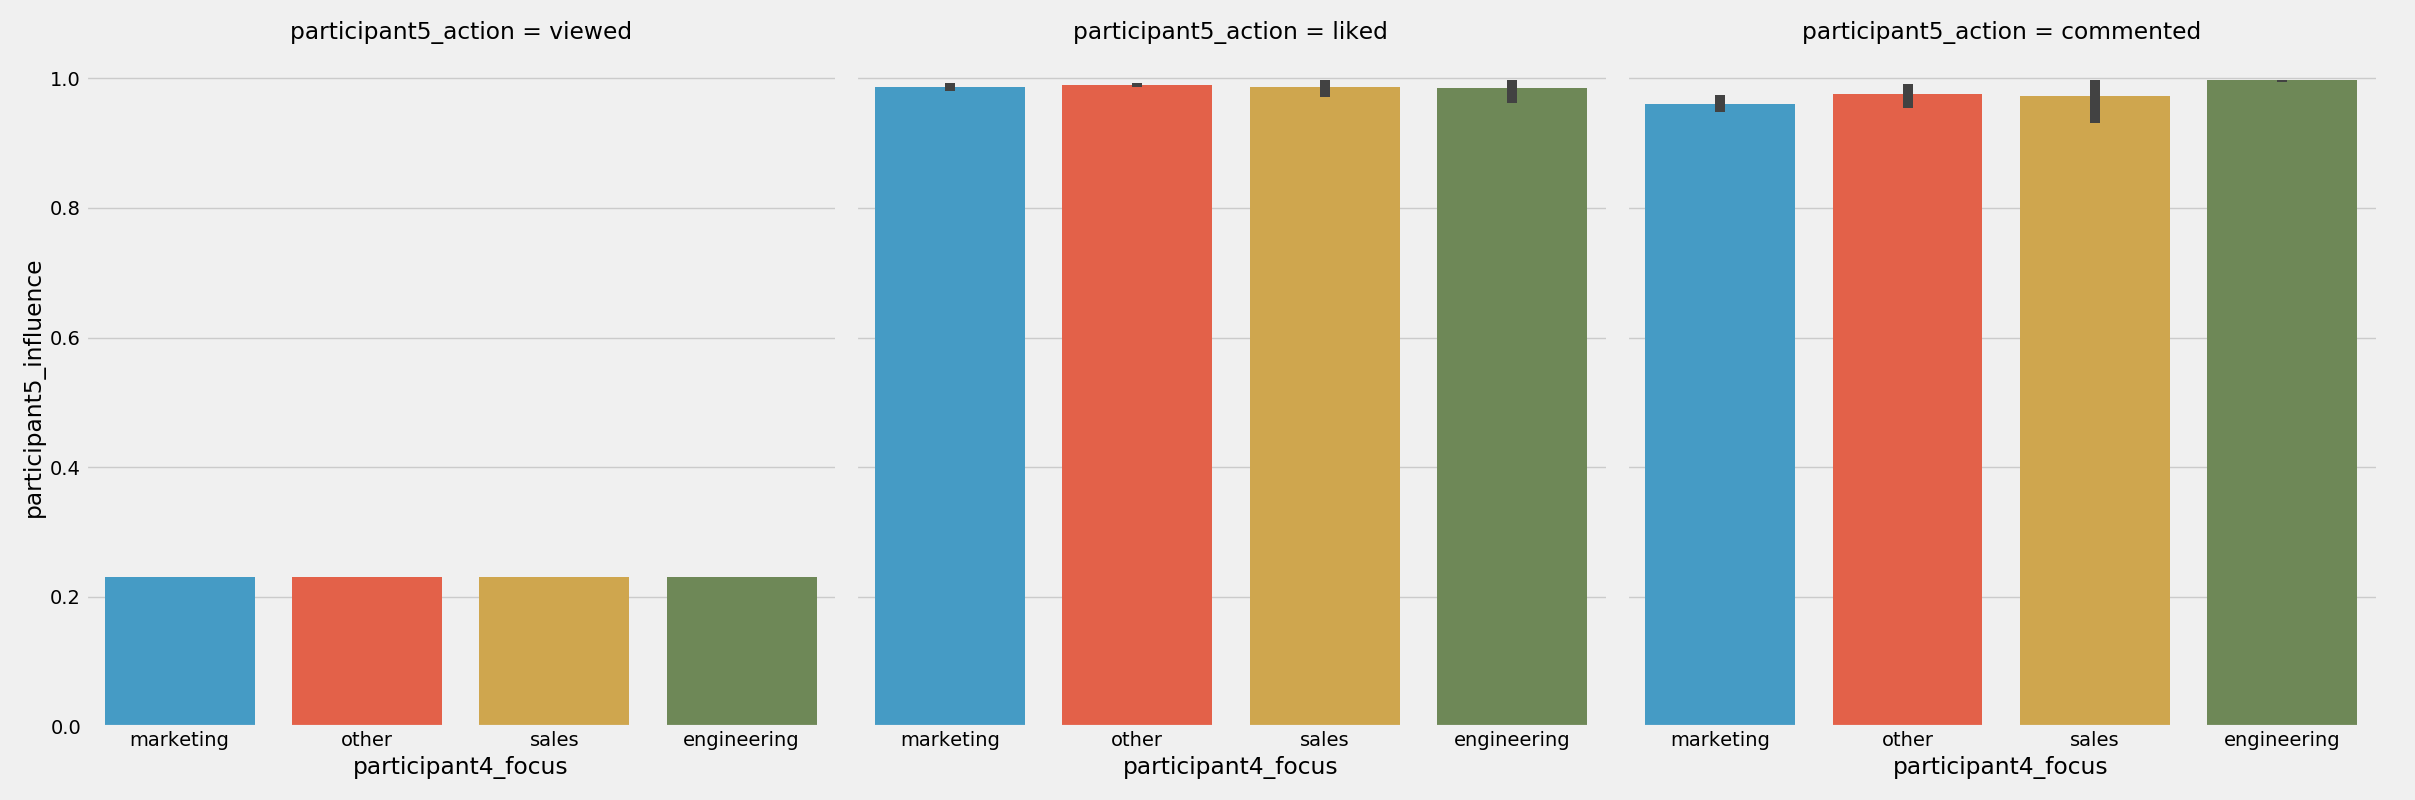 participant5_action = viewed
participant5_action = liked
participant5_action = commented
participant5_influence
1.0
0.8
0.6
0.4
0.2
0.0
marketing other sales engineering
marketing other sales engineering
marketing other sales engineering
participant4_focus
participant4_focus
participant4_focus